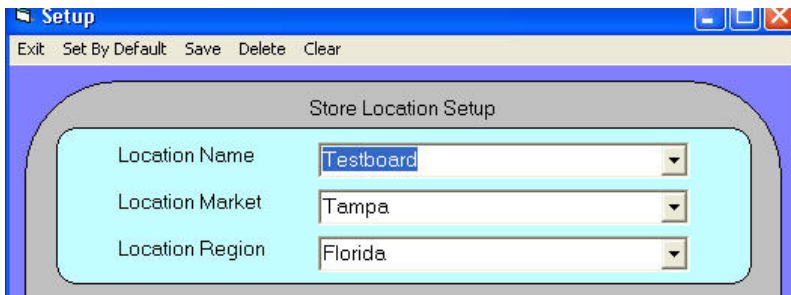 Setup
Exit Set By Default Save Delete Clear
Store Location Setup
Location Name Testboard
Location Market Tampa
Location Region Florida